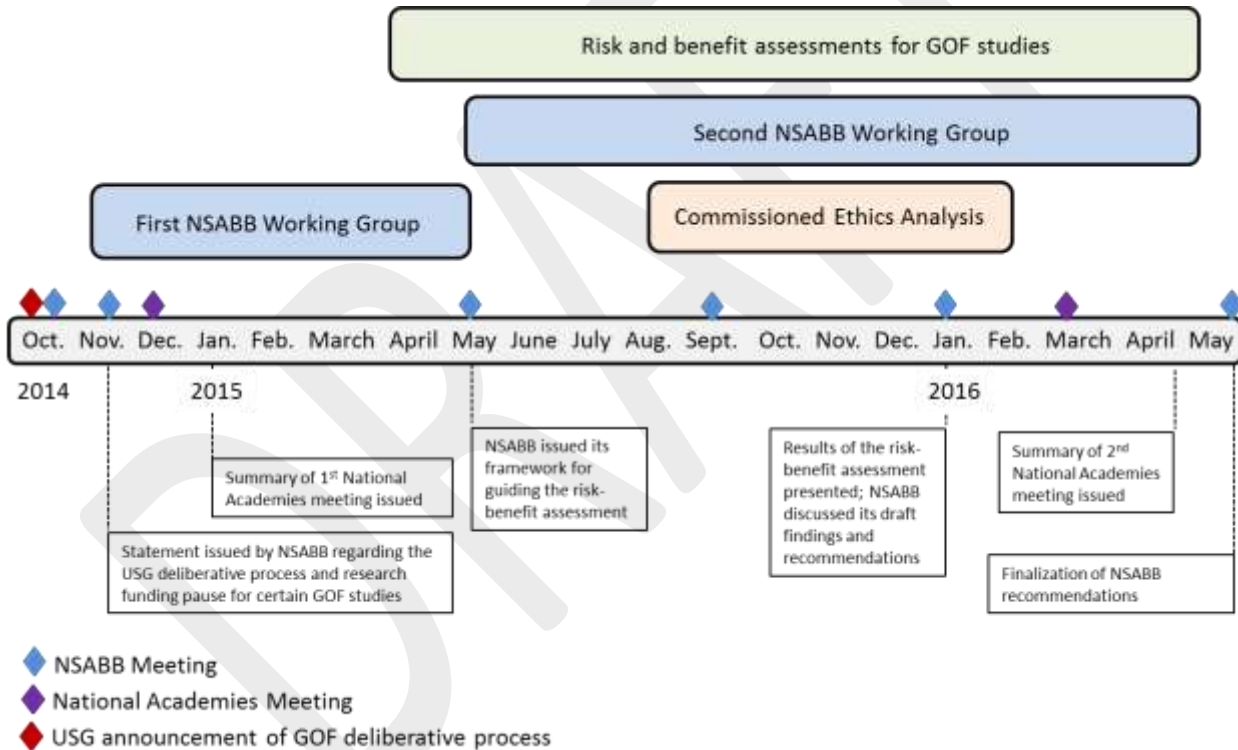 Risk and benefit assessments for GOF studies
Second NSABB Working Group
First NSABB Working Group
Commissioned Ethics Analysis
Oct. Nov. Dec. Jan. Feb. March April May June July Aug. Sept. Oct. Nov. Dec. Jan. Feb. March April May
2014 2015 2016
NSABB issued its
framework for
guiding the risk-
benefit assessment
Results of the risk-
benefit assessment
presented; NSABB
discussed its draft
findings and
recommendations
Summary of 2nd
National Academies
meeting issued
Summary of 1st National
Academies meeting issued
Statement issued by NSABB regarding the
USG deliberative process and research
funding pause for certain GOF studies
Finalization of NSABB
recommendations
NSABB Meeting
National Academies Meeting
USG announcement of GOF deliberative process
DRAFT